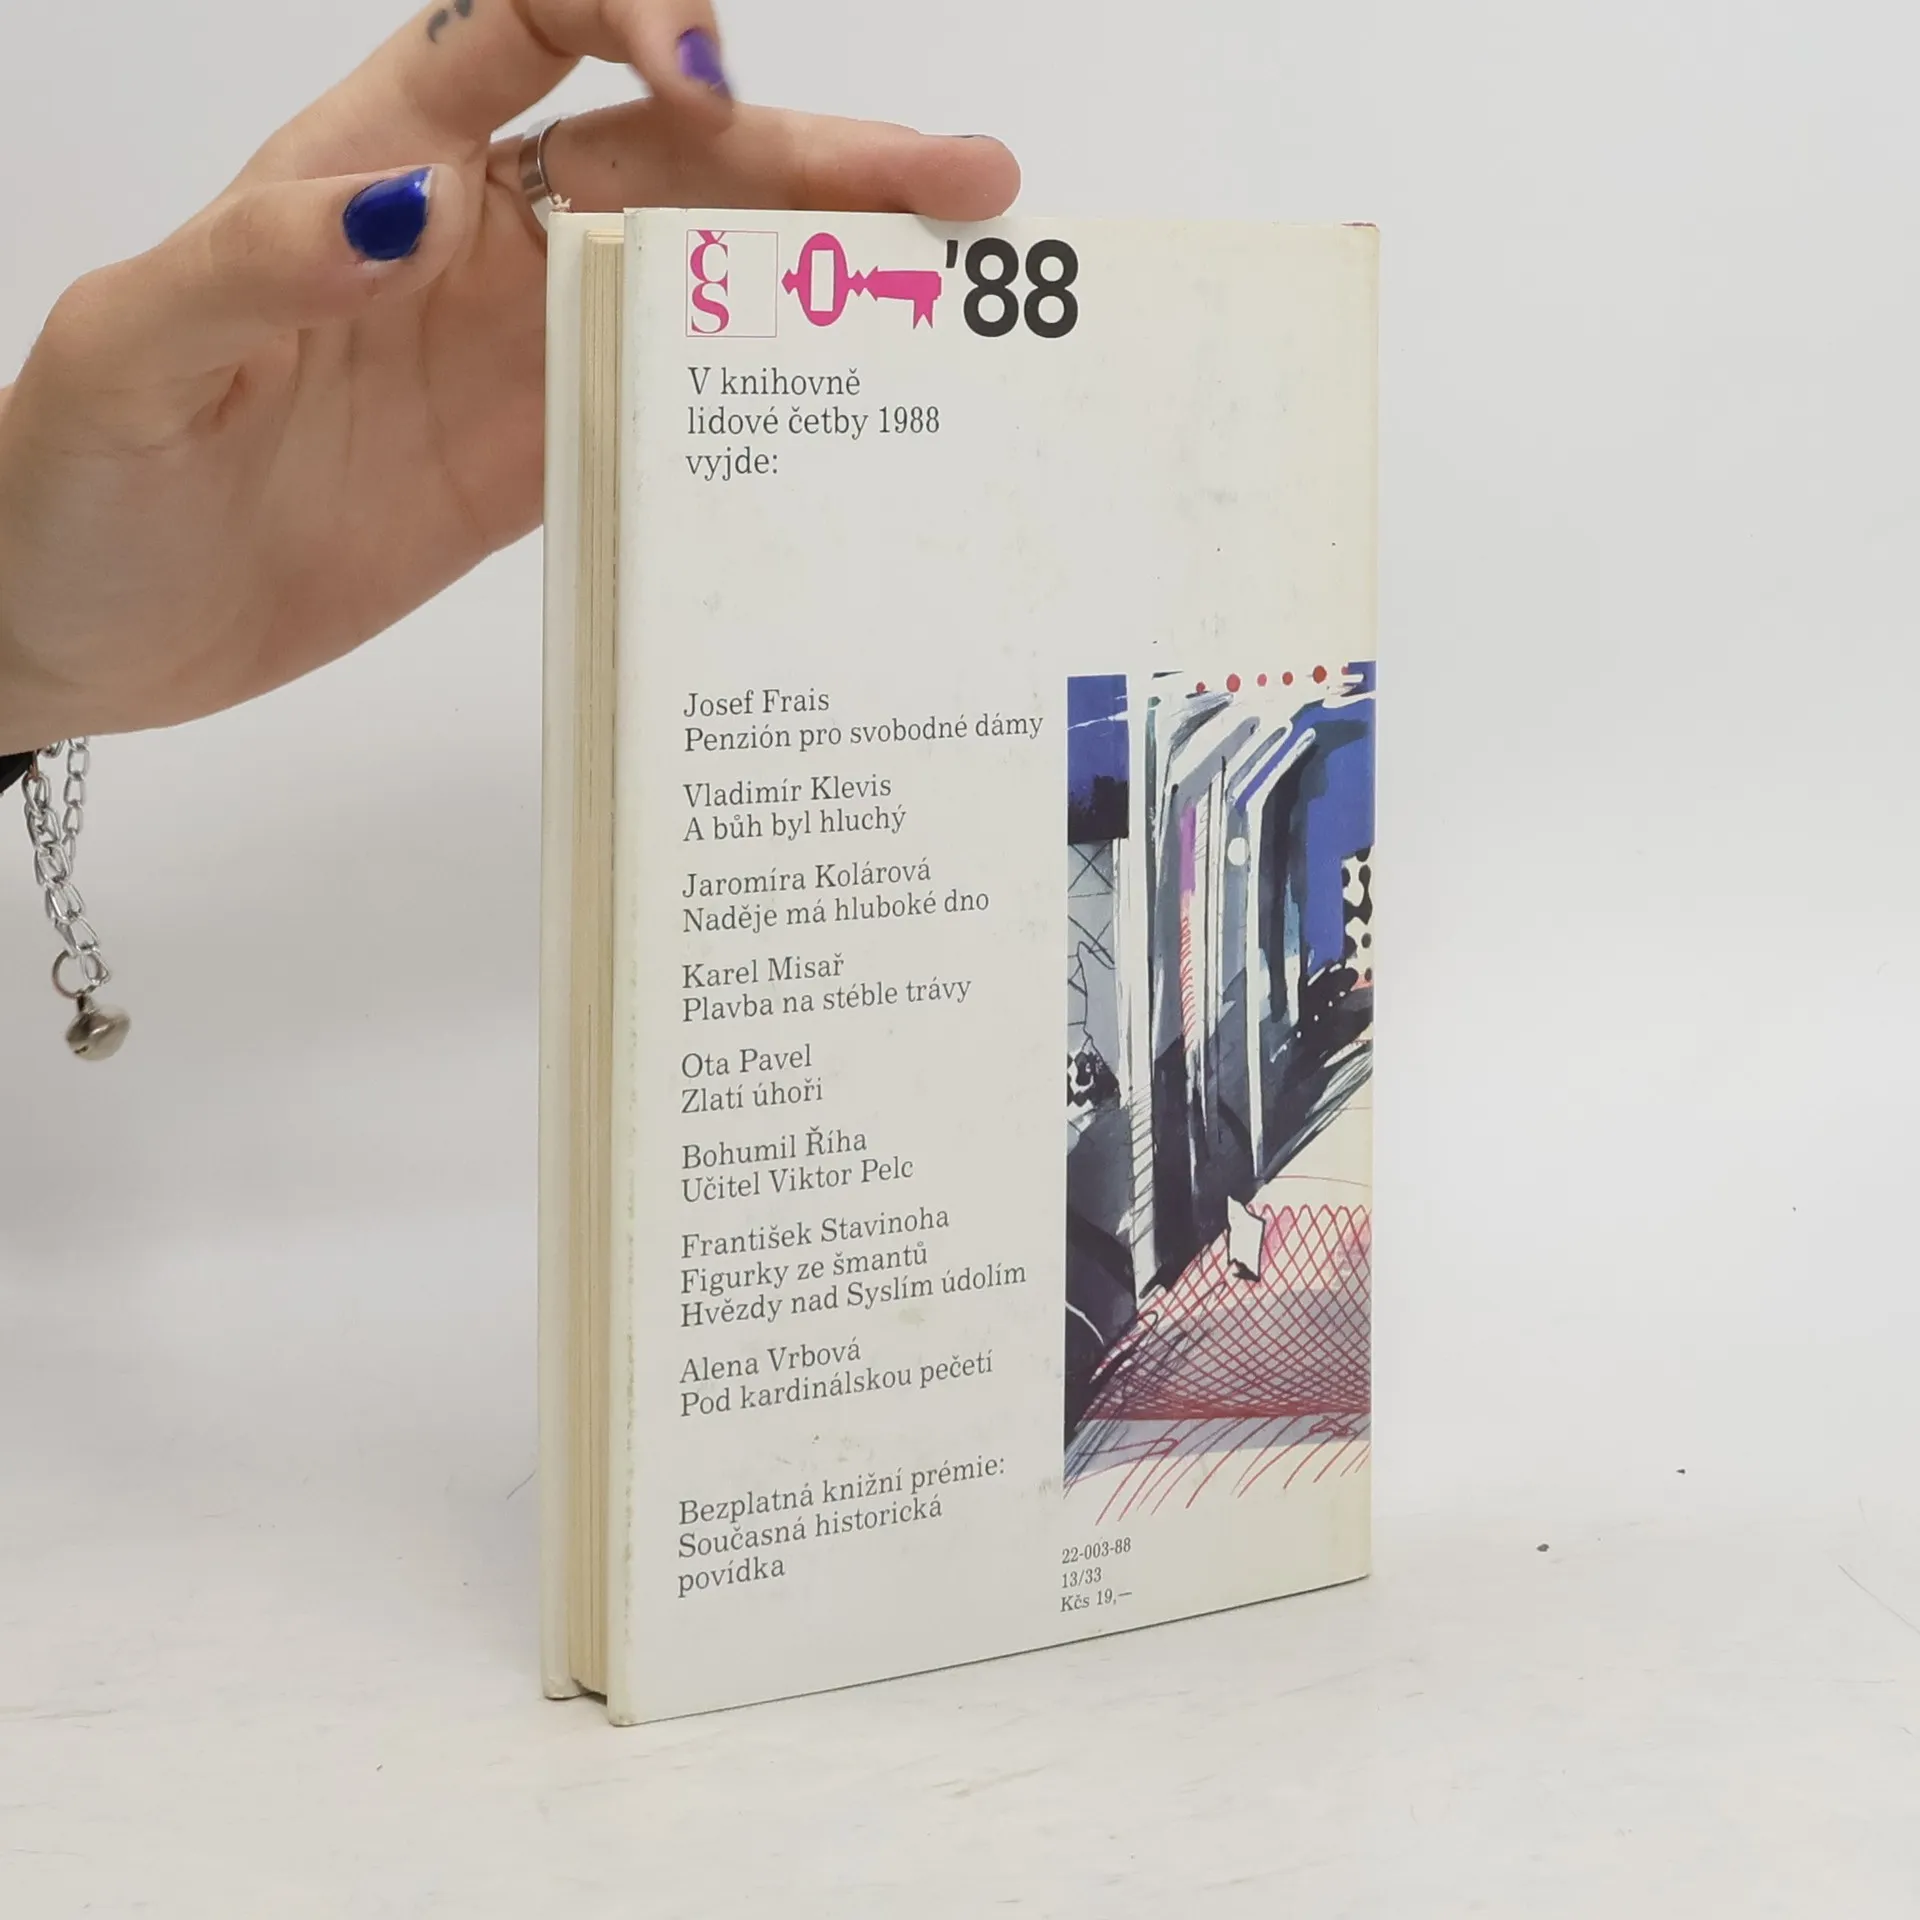 ČS '88
V knihovně
lidové četby 1988
vyjde:
Josef Frais
Penzión pro svobodné dámy
Vladimír Klevis
A bůh byl hluchý
Jaromíra Kolárová
Naděje má hluboké dno
Karel Misař
Plavba na stéble trávy
Ota Pavel
Zlatí úhoři
Bohumil Říha
Učitel Viktor Pelc
František Stavinoha
Figurky ze šmantů
Hvězdy nad Syslím údolím
Alena Vrbová
Pod kardinálskou pečetí
Bezplatná knižní prémie:
Současná historická
povídka
22-003-88
13/33
Kčs 19,—